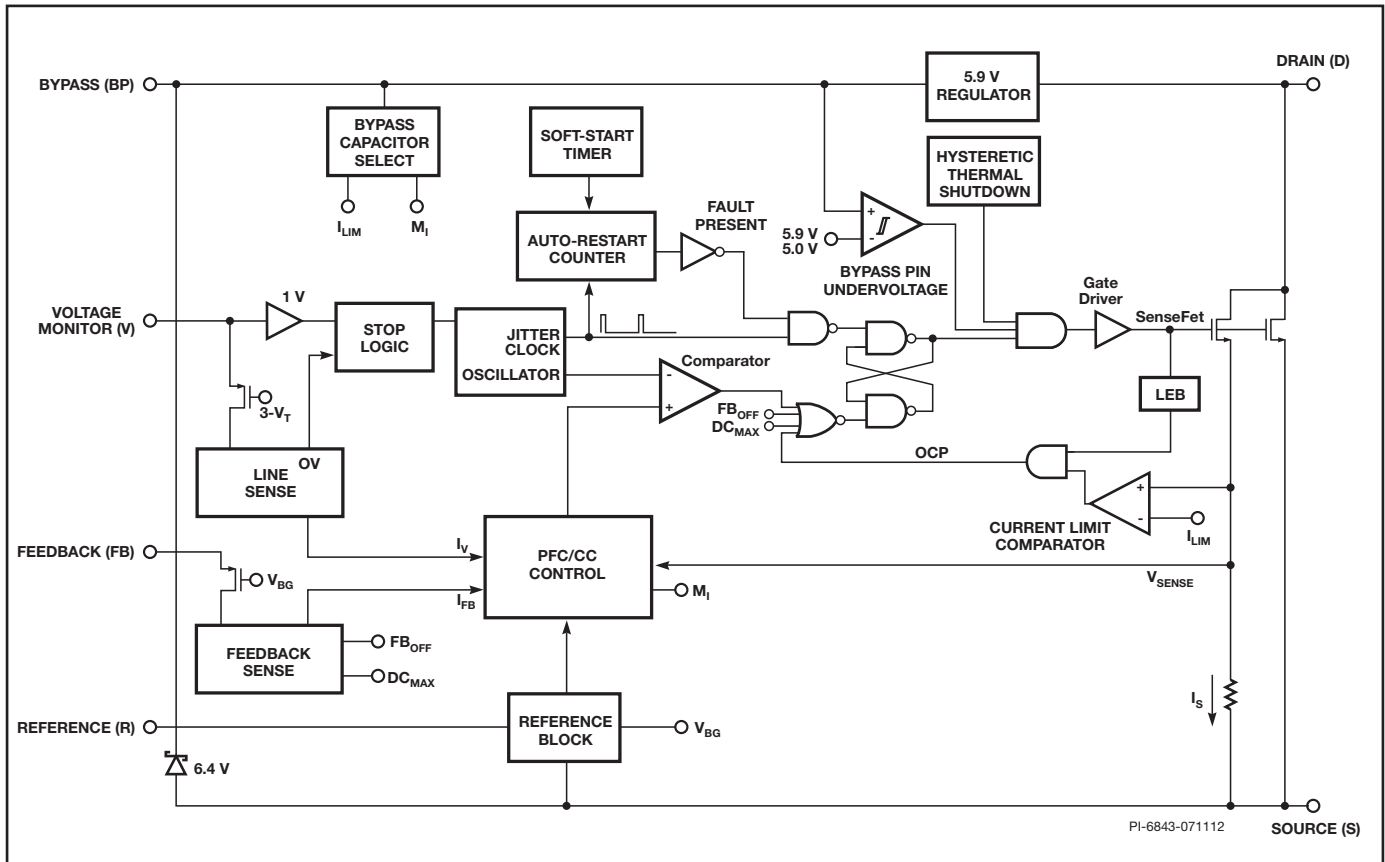 BYPASS (BP)
DRAIN (D)
5.9 V
REGULATOR
BYPASS
CAPACITOR
SELECT
I_LIM
M_I
SOFT-START
TIMER
HYSTERETIC
THERMAL
SHUTDOWN
AUTO-RESTART
COUNTER
FAULT
PRESENT
+
-
5.9 V
5.0 V
BYPASS PIN
UNDERVOLTAGE
VOLTAGE
MONITOR (V)
1 V
STOP
LOGIC
JITTER
CLOCK
OSCILLATOR
Gate
Driver
SenseFet
Comparator
-
+
3-V_T
FB_OFF
DC_MAX
LEB
OCP
LINE
SENSE
OV
+
-
I_LIM
CURRENT LIMIT
COMPARATOR
FEEDBACK (FB)
V_BG
I_V
I_FB
PFC/CC
CONTROL
M_I
V_SENSE
FEEDBACK
SENSE
FB_OFF
DC_MAX
REFERENCE (R)
REFERENCE
BLOCK
V_BG
I_S
6.4 V
PI-6843-071112
SOURCE (S)